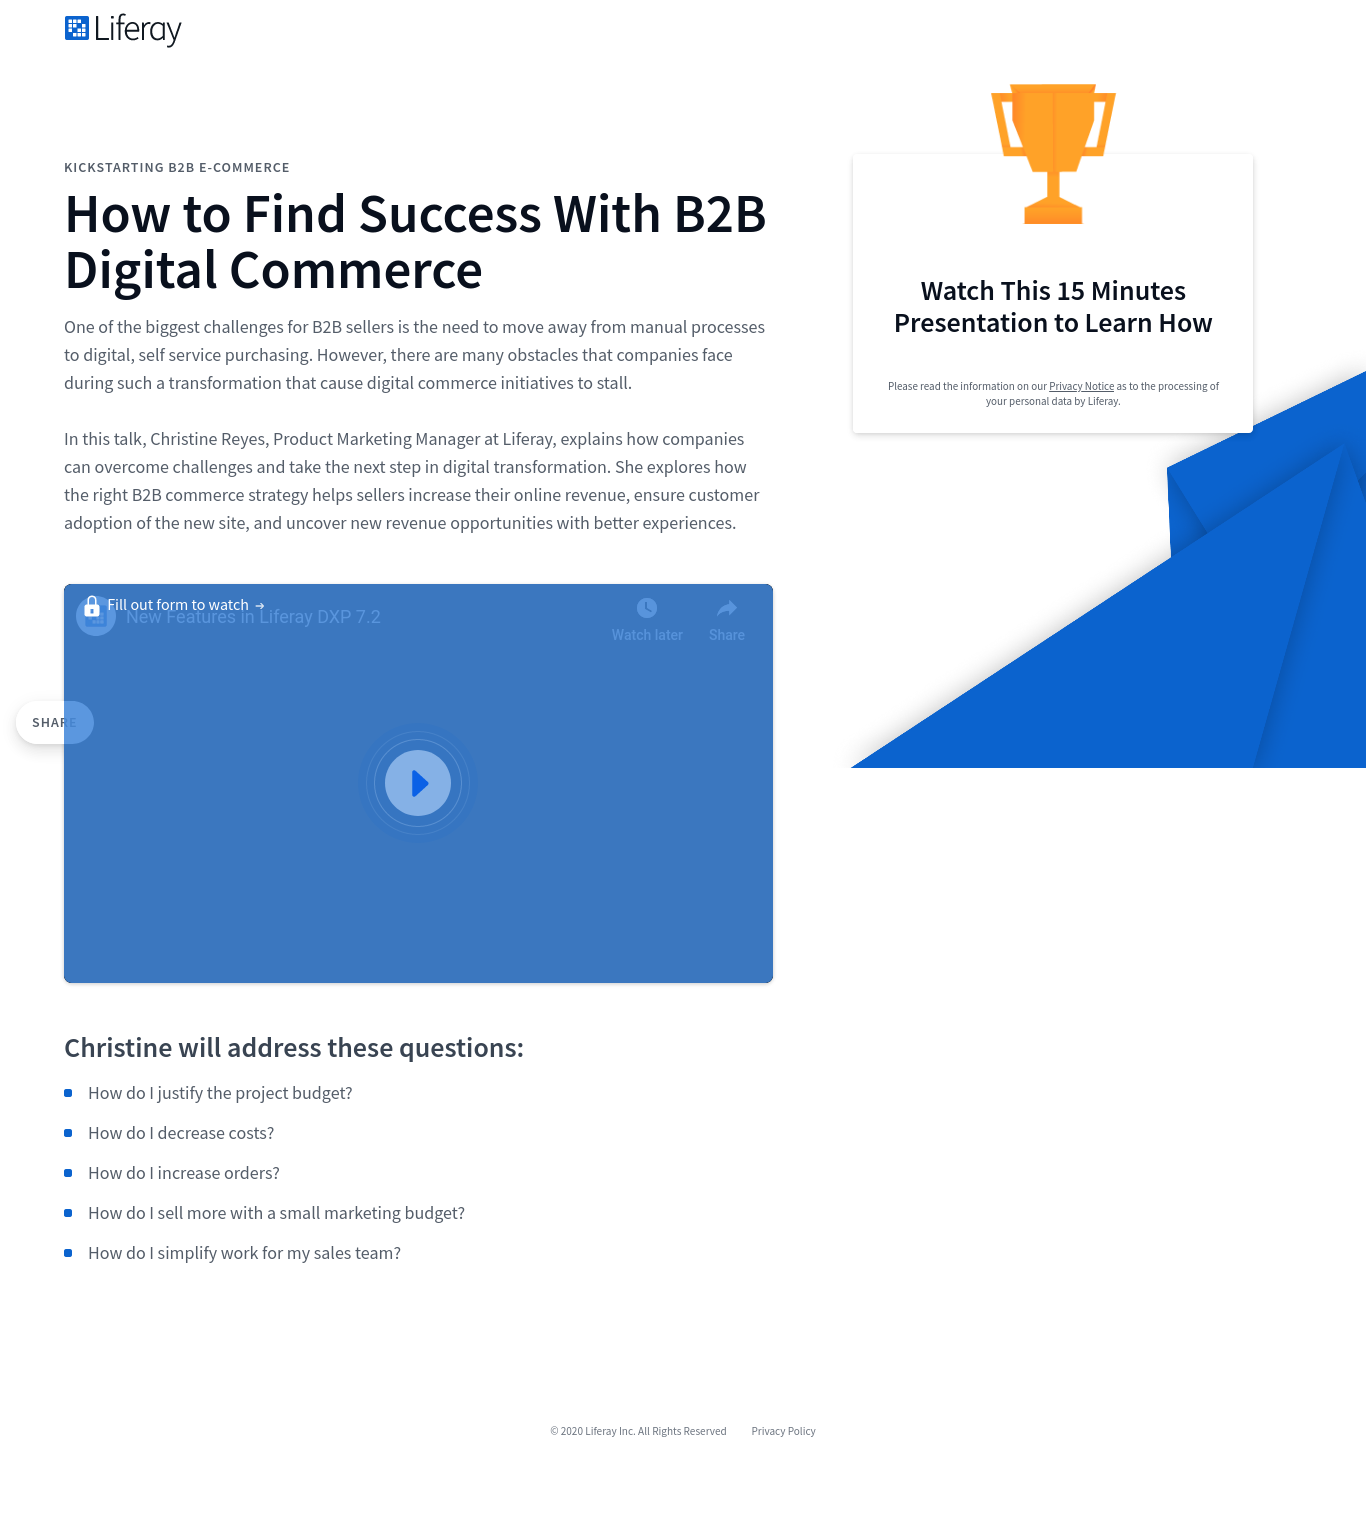 Liferay
KICKSTARTING B2B E-COMMERCE
How to Find Success With B2B
Digital Commerce
One of the biggest challenges for B2B sellers is the need to move away from manual processes
to digital, self service purchasing. However, there are many obstacles that companies face
during such a transformation that cause digital commerce initiatives to stall.
In this talk, Christine Reyes, Product Marketing Manager at Liferay, explains how companies
can overcome challenges and take the next step in digital transformation. She explores how
the right B2B commerce strategy helps sellers increase their online revenue, ensure customer
adoption of the new site, and uncover new revenue opportunities with better experiences.
Watch This 15 Minutes
Presentation to Learn How
Please read the information on our Privacy Notice as to the processing of
your personal data by Liferay.
Fill out form to watch →
New Features in Liferay DXP 7.2
Watch later Share
SHARE
Christine will address these questions:
How do I justify the project budget?
How do I decrease costs?
How do I increase orders?
How do I sell more with a small marketing budget?
How do I simplify work for my sales team?
© 2020 Liferay Inc. All Rights Reserved Privacy Policy